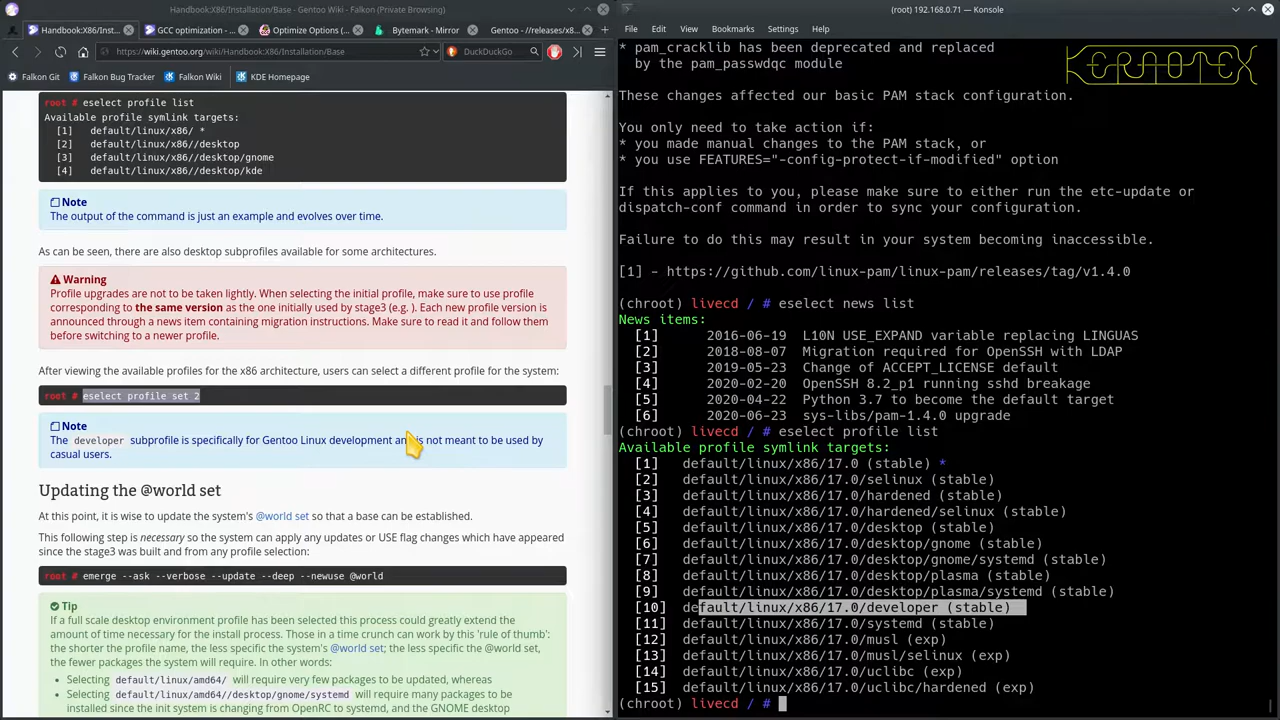 Handbook:X86/Installation/Base - Gentoo Wiki - Falkon (Private Browsing)
Handbook:X86/Inst...
GCC optimization - ...
Optimize Options (...
Bytemark - Mirror
Gentoo - //releases/x8...
https://wiki.gentoo.org/wiki/Handbook:X86/Installation/Base
DuckDuckGo
Falkon Git
Falkon Bug Tracker
Falkon Wiki
KDE Homepage
root # eselect profile list
Available profile symlink targets:
[1] default/linux/x86/ *
[2] default/linux/x86//desktop
[3] default/linux/x86//desktop/gnome
[4] default/linux/x86//desktop/kde
Note
The output of the command is just an example and evolves over time.
As can be seen, there are also desktop subprofiles available for some architectures.
Warning
Profile upgrades are not to be taken lightly. When selecting the initial profile, make sure to use profile
corresponding to the same version as the one initially used by stage3 (e.g. ). Each new profile version is
announced through a news item containing migration instructions. Make sure to read it and follow them
before switching to a newer profile.
After viewing the available profiles for the x86 architecture, users can select a different profile for the system:
root # eselect profile set 2
Note
The developer subprofile is specifically for Gentoo Linux development an is not meant to be used by
casual users.
Updating the @world set
At this point, it is wise to update the system's @world set so that a base can be established.
This following step is necessary so the system can apply any updates or USE flag changes which have appeared
since the stage3 was built and from any profile selection:
root # emerge --ask --verbose --update --deep --newuse @world
Tip
If a full scale desktop environment profile has been selected this process could greatly extend the
amount of time necessary for the install process. Those in a time crunch can work by this 'rule of thumb':
the shorter the profile name, the less specific the system's @world set; the less specific the @world set,
the fewer packages the system will require. In other words:
• Selecting default/linux/amd64/ will require very few packages to be updated, whereas
• Selecting default/linux/amd64//desktop/gnome/systemd will require many packages to be
installed since the init system is changing from OpenRC to systemd, and the GNOME desktop
(root) 192.168.0.71 — Konsole
File Edit View Bookmarks Settings Help
KERAOTEX
* pam_cracklib has been deprecated and replaced
by the pam_passwdqc module
These changes affected our basic PAM stack configuration.
You only need to take action if:
* you made manual changes to the PAM stack, or
* you use FEATURES="-config-protect-if-modified" option
If this applies to you, please make sure to either run the etc-update or
dispatch-conf command in order to sync your configuration.
Failure to do this may result in your system becoming inaccessible.
[1] - https://github.com/linux-pam/linux-pam/releases/tag/v1.4.0
(chroot) livecd / # eselect news list
News items:
[1] 2016-06-19 L10N USE_EXPAND variable replacing LINGUAS
[2] 2018-08-07 Migration required for OpenSSH with LDAP
[3] 2019-05-23 Change of ACCEPT_LICENSE default
[4] 2020-02-20 OpenSSH 8.2_p1 running sshd breakage
[5] 2020-04-22 Python 3.7 to become the default target
[6] 2020-06-23 sys-libs/pam-1.4.0 upgrade
(chroot) livecd / # eselect profile list
Available profile symlink targets:
[1] default/linux/x86/17.0 (stable) *
[2] default/linux/x86/17.0/selinux (stable)
[3] default/linux/x86/17.0/hardened (stable)
[4] default/linux/x86/17.0/hardened/selinux (stable)
[5] default/linux/x86/17.0/desktop (stable)
[6] default/linux/x86/17.0/desktop/gnome (stable)
[7] default/linux/x86/17.0/desktop/gnome/systemd (stable)
[8] default/linux/x86/17.0/desktop/plasma (stable)
[9] default/linux/x86/17.0/desktop/plasma/systemd (stable)
[10] default/linux/x86/17.0/developer (stable)
[11] default/linux/x86/17.0/systemd (stable)
[12] default/linux/x86/17.0/musl (exp)
[13] default/linux/x86/17.0/musl/selinux (exp)
[14] default/linux/x86/17.0/uclibc (exp)
[15] default/linux/x86/17.0/uclibc/hardened (exp)
(chroot) livecd / #